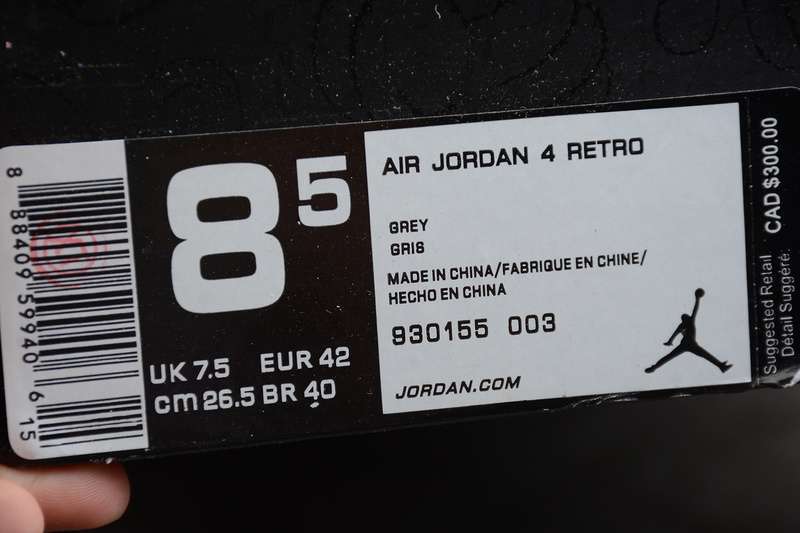 8 88409 59940 6 15
8.5
UK 7.5 EUR 42
cm 26.5 BR 40
AIR JORDAN 4 RETRO
GREY
GRIS
MADE IN CHINA/FABRIQUE EN CHINE/
HECHO EN CHINA
930155 003
JORDAN.COM
Suggested Retail
Détail Suggéré:
CAD $300.00